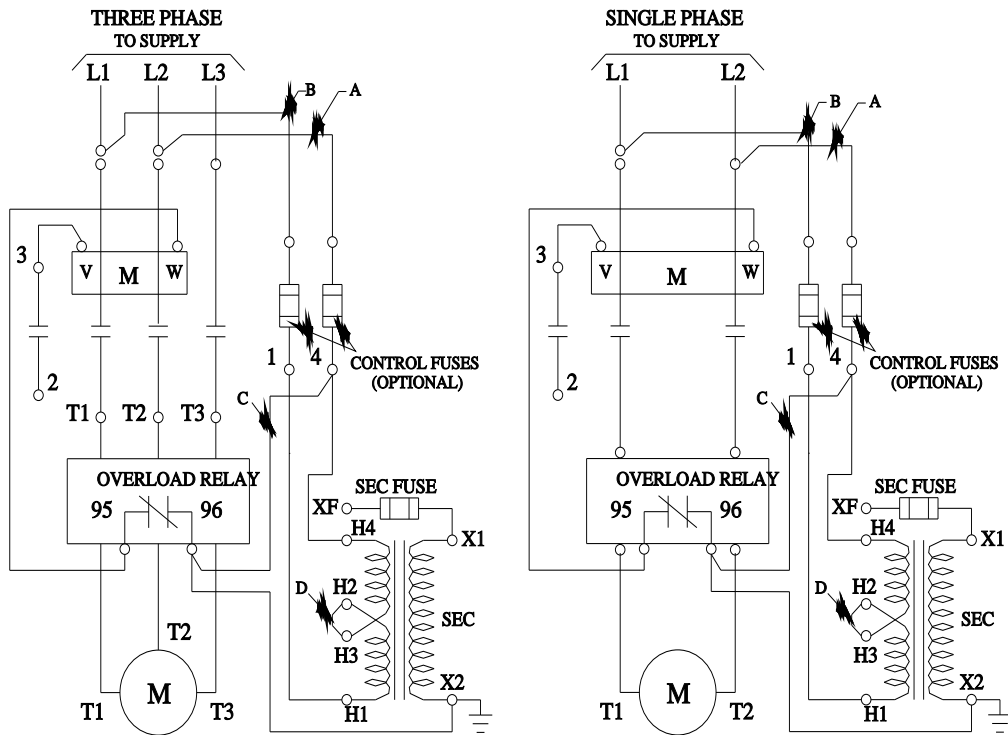 THREE PHASE
TO SUPPLY
L1 L2 L3
B
A
3
V M W
1 4
CONTROL FUSES
(OPTIONAL)
2
C
T1 T2 T3
OVERLOAD RELAY
95 96
SEC FUSE
XF
H4
X1
D
H2
SEC
H3
T2
M
X2
T1 T3
H1
SINGLE PHASE
TO SUPPLY
L1 L2
B
A
3
V M W
1 4
CONTROL FUSES
(OPTIONAL)
2
C
OVERLOAD RELAY
95 96
SEC FUSE
XF
H4
X1
D
H2
SEC
H3
M
X2
T1 T2
H1